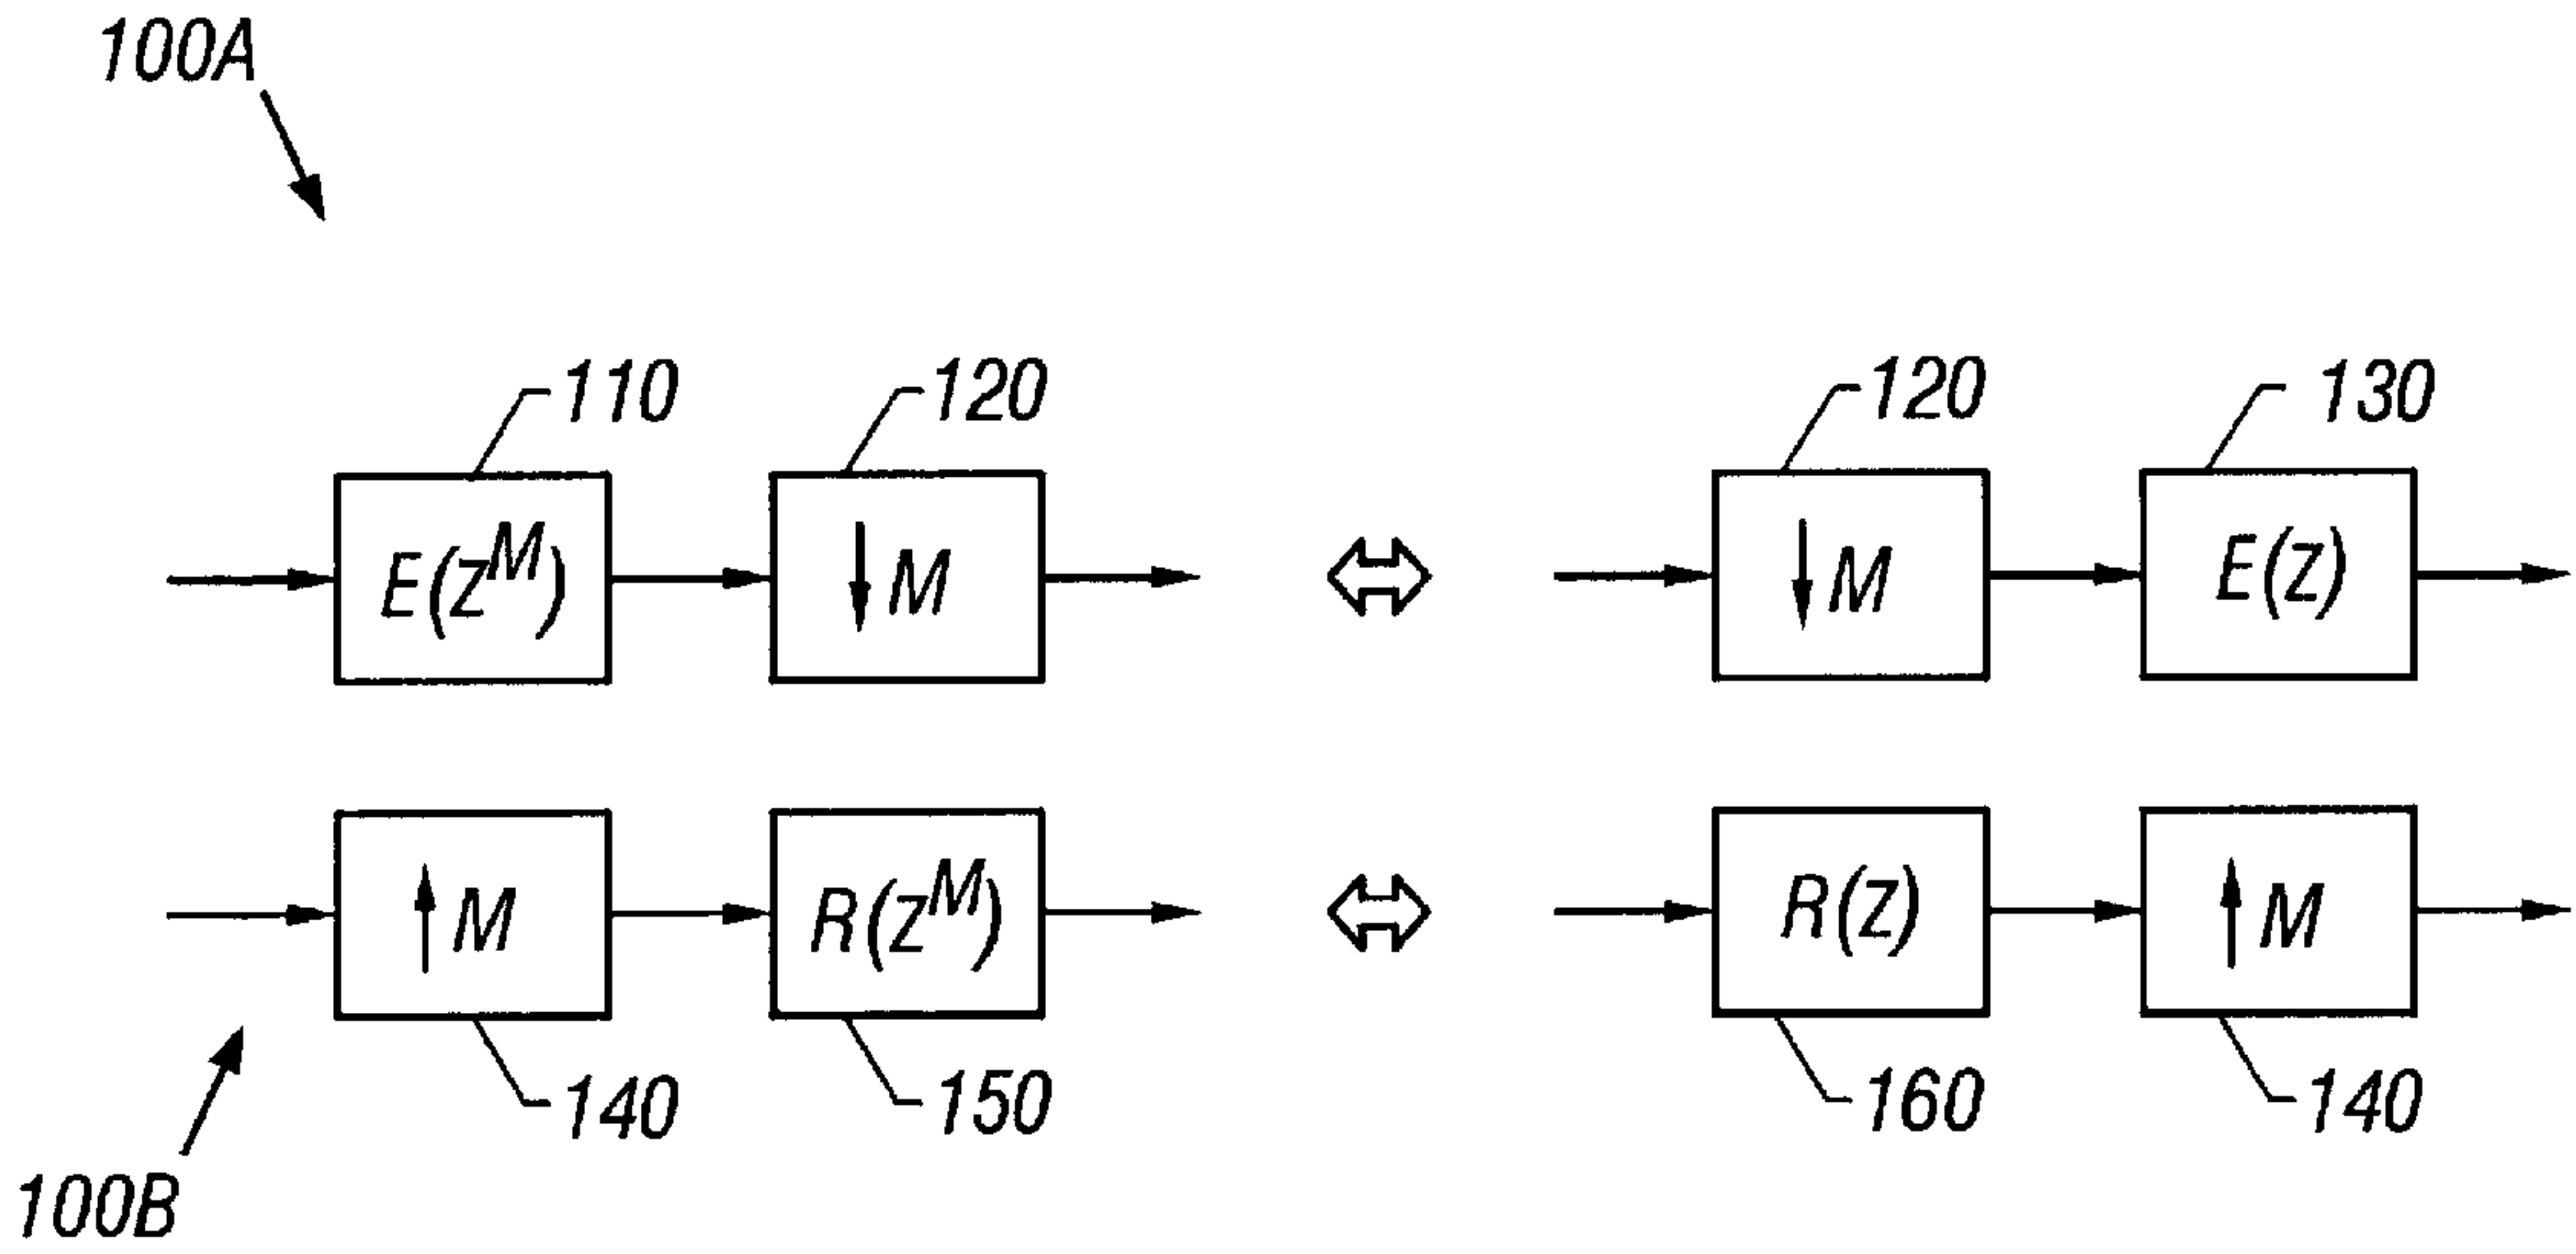 100A
110 120 120 130
E(z^M) ↓M ↓M E(z)
↑M R(z^M) R(z) ↑M
140 150 160 140
100B